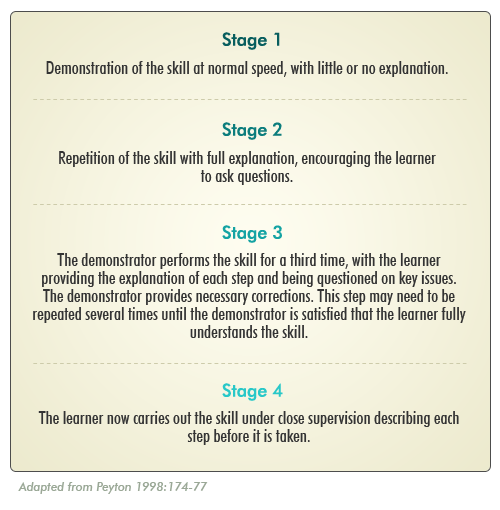 Stage 1
Demonstration of the skill at normal speed, with little or no explanation.
Stage 2
Repetition of the skill with full explanation, encouraging the learner
to ask questions.
Stage 3
The demonstrator performs the skill for a third time, with the learner
providing the explanation of each step and being questioned on key issues.
The demonstrator provides necessary corrections. This step may need to be
repeated several times until the demonstrator is satisfied that the learner fully
understands the skill.
Stage 4
The learner now carries out the skill under close supervision describing each
step before it is taken.
Adapted from Peyton 1998:174-77